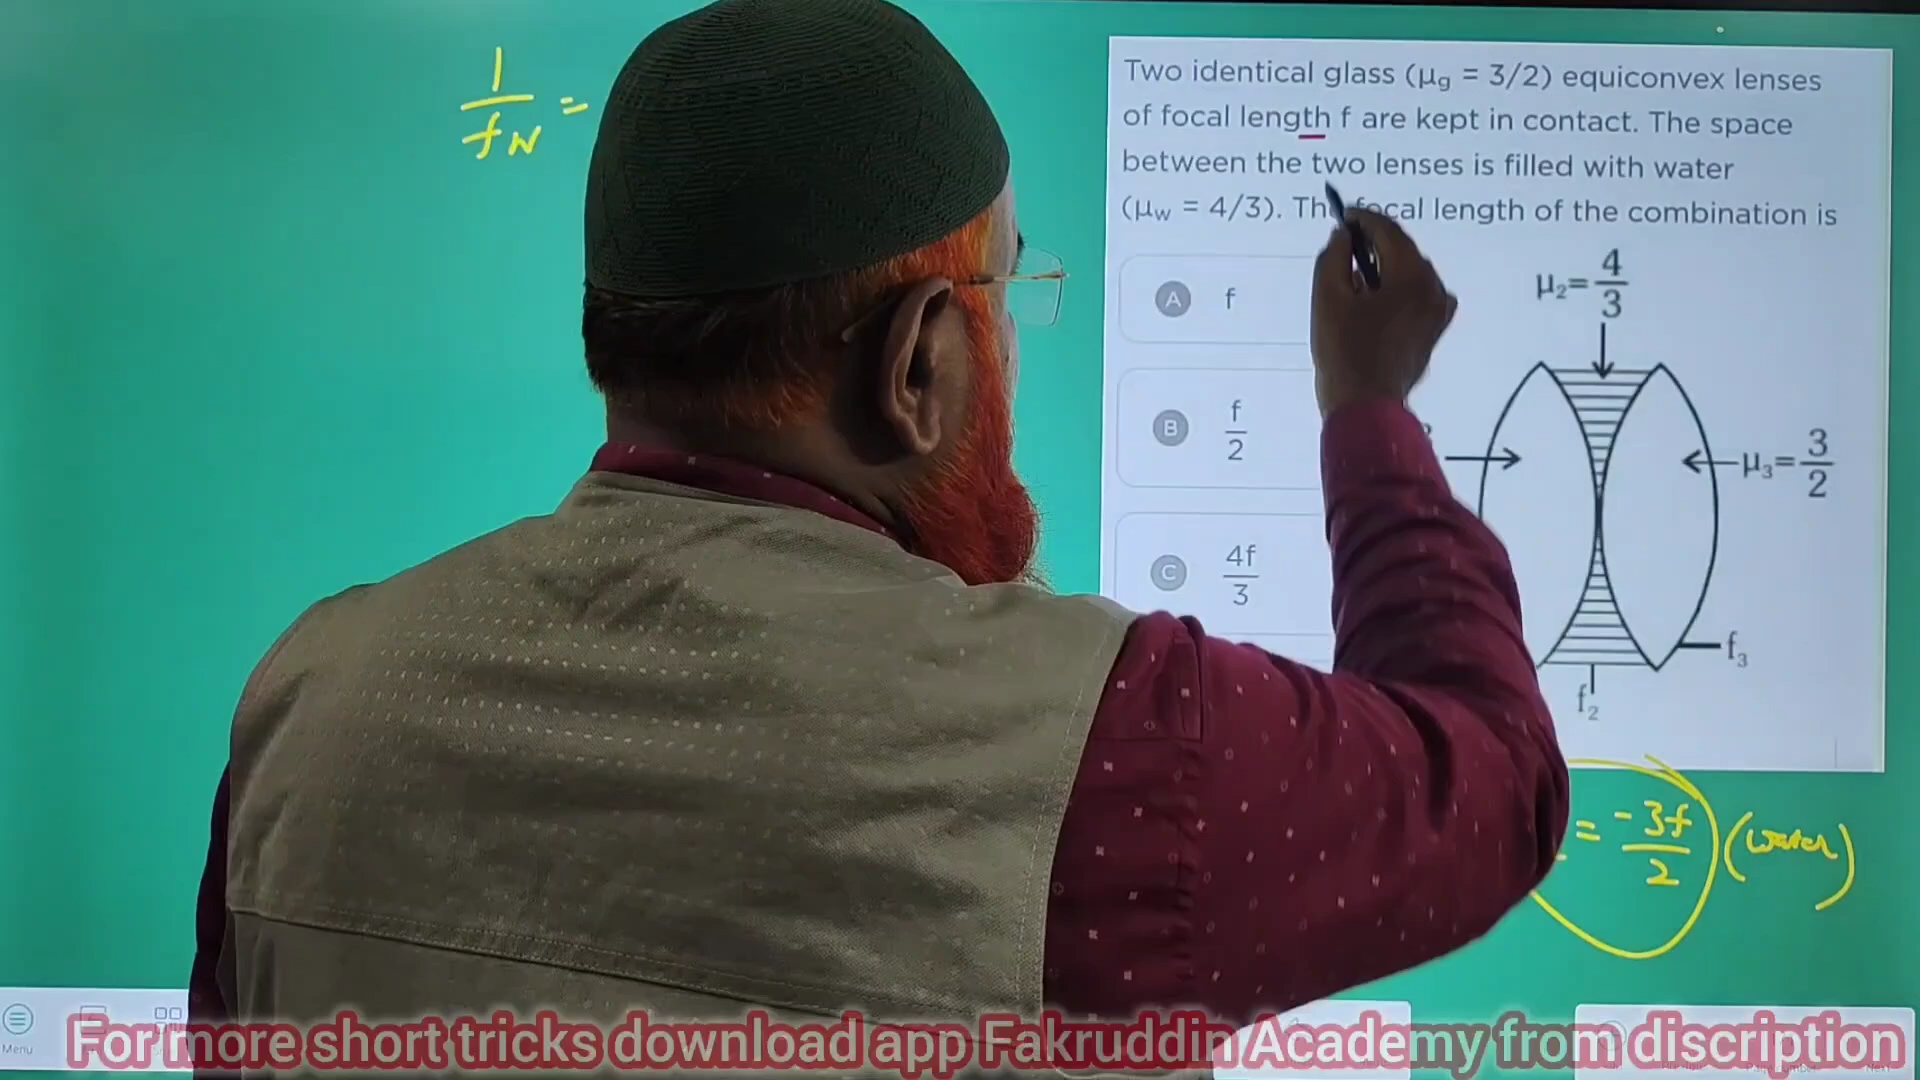 1
fN =
Two identical glass (μg = 3/2) equiconvex lenses
of focal length f are kept in contact. The space
between the two lenses is filled with water
(μw = 4/3). The focal length of the combination is
A f
B f/2
C 4f/3
μ₂=4/3
μ₃=3/2
f₃
f₂
= -3f/2 (water)
Menu
For more short tricks download app Fakruddin Academy from discription